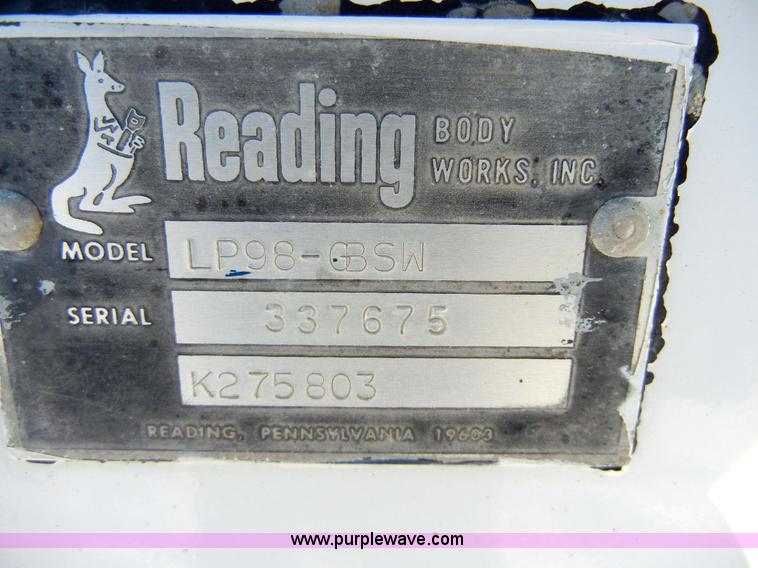 Reading BODY WORKS, INC.
MODEL LP98-GBSW
SERIAL 337675
K275803
READING, PENNSYLVANIA 19603
www.purplewave.com